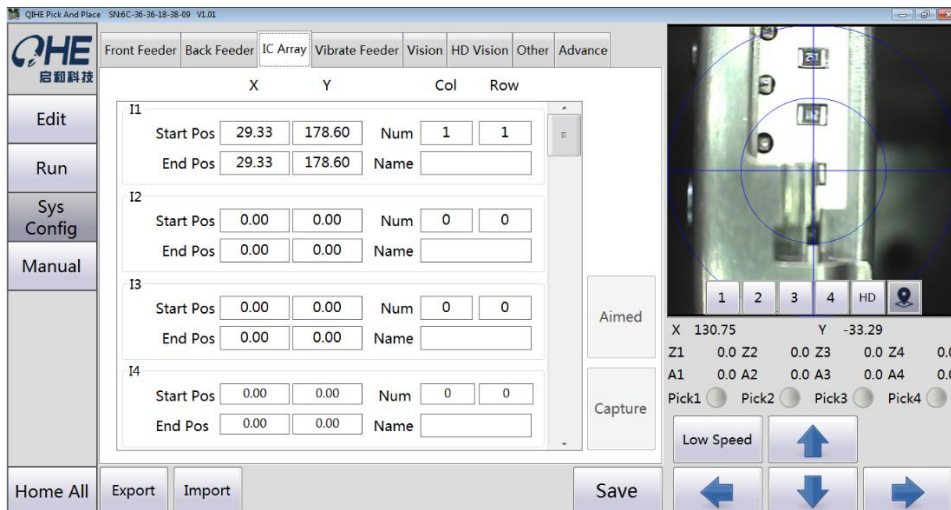 QIHE Pick And Place SN:6C-36-36-18-38-09 V1.01
QHE
启和科技
Edit
Run
Sys
Config
Manual
Home All
Front Feeder Back Feeder IC Array Vibrate Feeder Vision HD Vision Other Advance
X Y Col Row
I1
Start Pos 29.33 178.60 Num 1 1
End Pos 29.33 178.60 Name
I2
Start Pos 0.00 0.00 Num 0 0
End Pos 0.00 0.00 Name
I3
Start Pos 0.00 0.00 Num 0 0
End Pos 0.00 0.00 Name
I4
Start Pos 0.00 0.00 Num 0 0
End Pos 0.00 0.00 Name
Aimed
Capture
Export Import Save
1 2 3 4 HD
X 130.75 Y -33.29
Z1 0.0 Z2 0.0 Z3 0.0 Z4 0.0
A1 0.0 A2 0.0 A3 0.0 A4 0.0
Pick1 Pick2 Pick3 Pick4
Low Speed